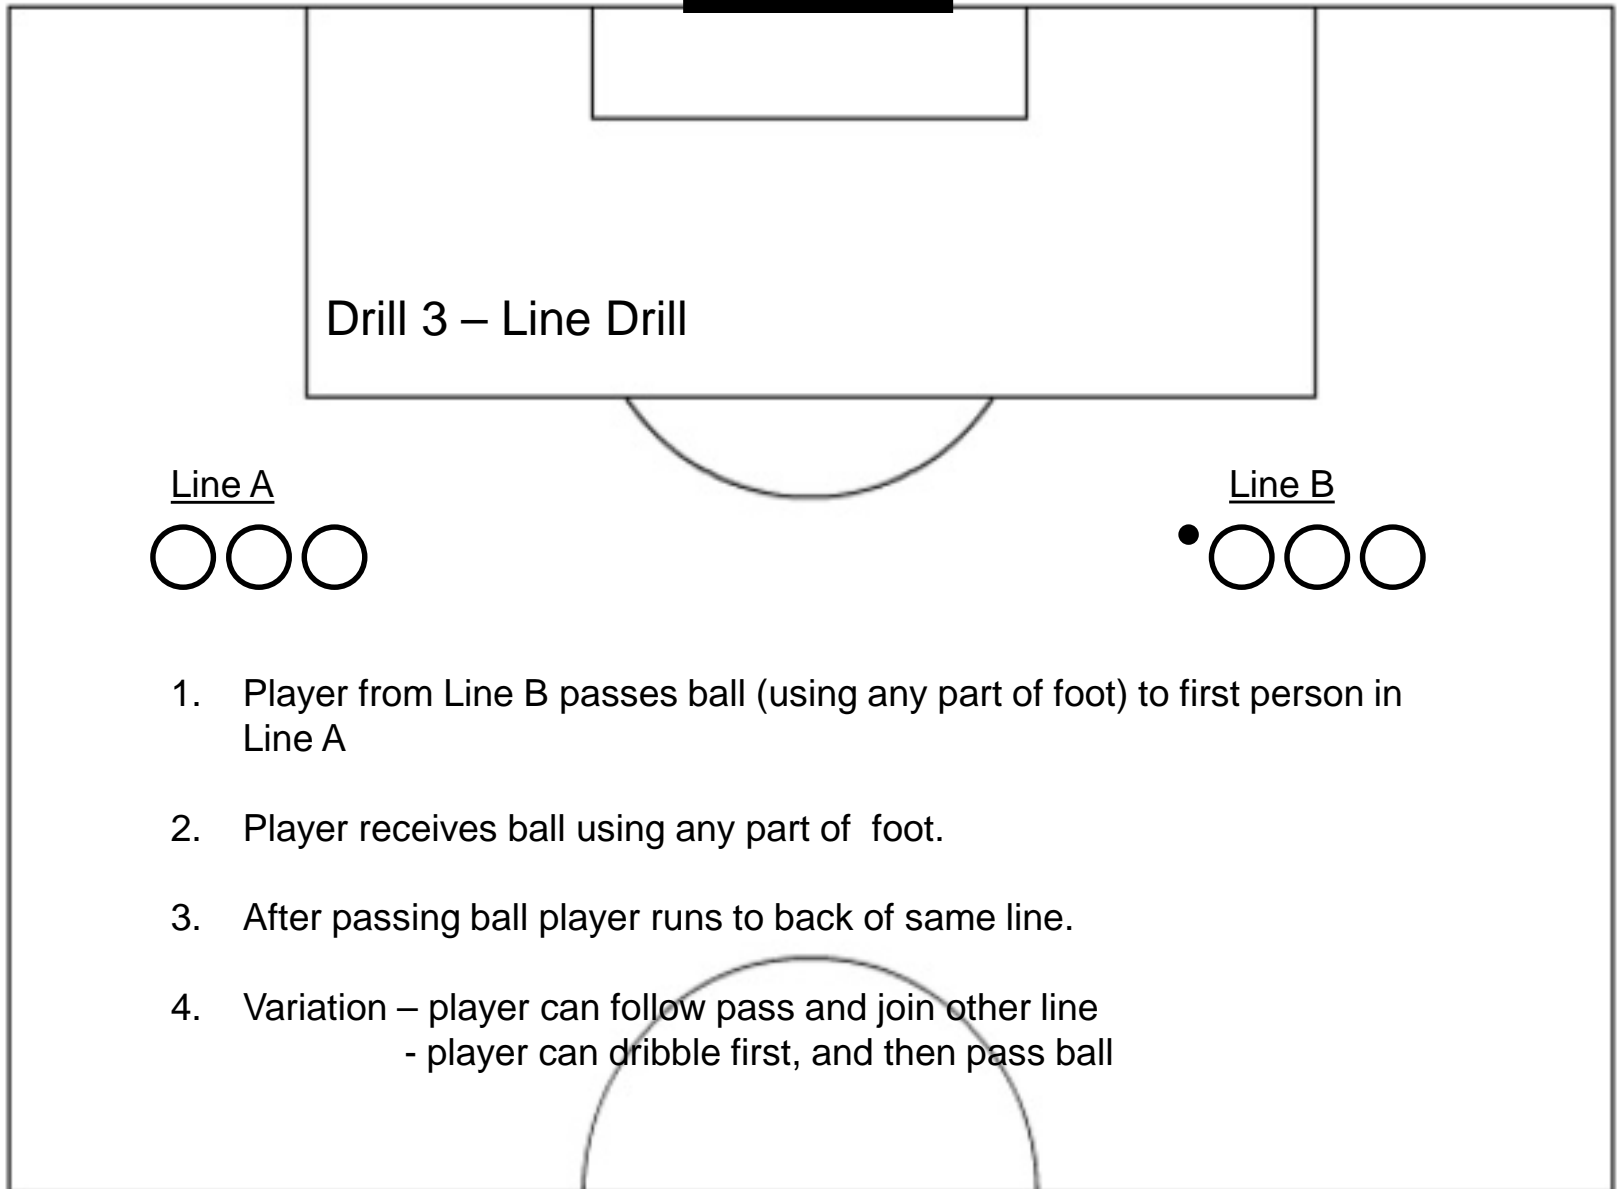 Drill 3 – Line Drill
Line A
Line B
1. Player from Line B passes ball (using any part of foot) to first person in
Line A
2. Player receives ball using any part of  foot.
3. After passing ball player runs to back of same line.
4. Variation – player can follow pass and join other line
- player can dribble first, and then pass ball